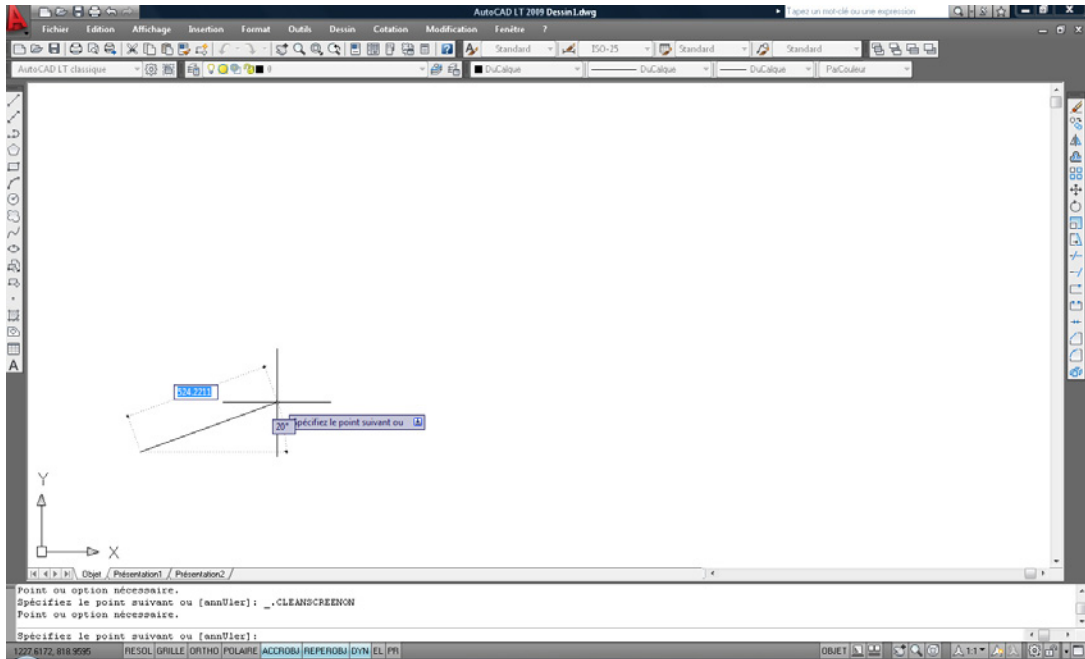 AutoCAD LT 2009 Dessin1.dwg
Tapez un mot-clé ou une expression
Fichier Edition Affichage Insertion Format Outils Dessin Cotation Modification Fenêtre ?
Standard ISO-25 Standard Standard
AutoCAD LT classique 0 DuCalque DuCalque DuCalque ParCouleur
A
524.2211
20° Spécifiez le point suivant ou
Y
X
Objet Présentation1 Présentation2
Point ou option nécessaire.
Spécifiez le point suivant ou [annUler]: _.CLEANSCREENON
Point ou option nécessaire.
Spécifiez le point suivant ou [annUler]:
1227.6172, 818.9595 RESOL GRILLE ORTHO POLAIRE ACCROBJ REPEROBJ DYN EL PR OBJET 1:1